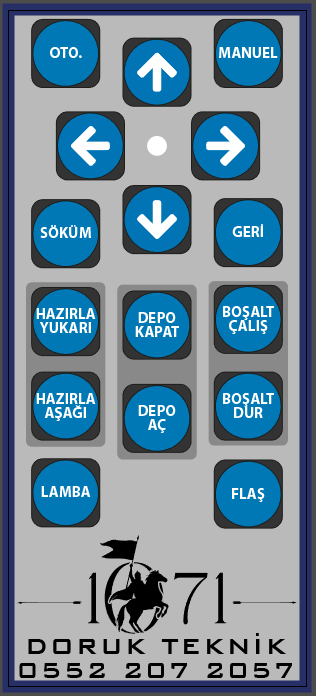 OTO.
MANUEL
SÖKÜM
GERİ
HAZIRLA
YUKARI
DEPO
KAPAT
BOŞALT
ÇALIŞ
HAZIRLA
AŞAĞI
DEPO
AÇ
BOŞALT
DUR
LAMBA
FLAŞ
1071
DORUK TEKNİK
0552 207 2057